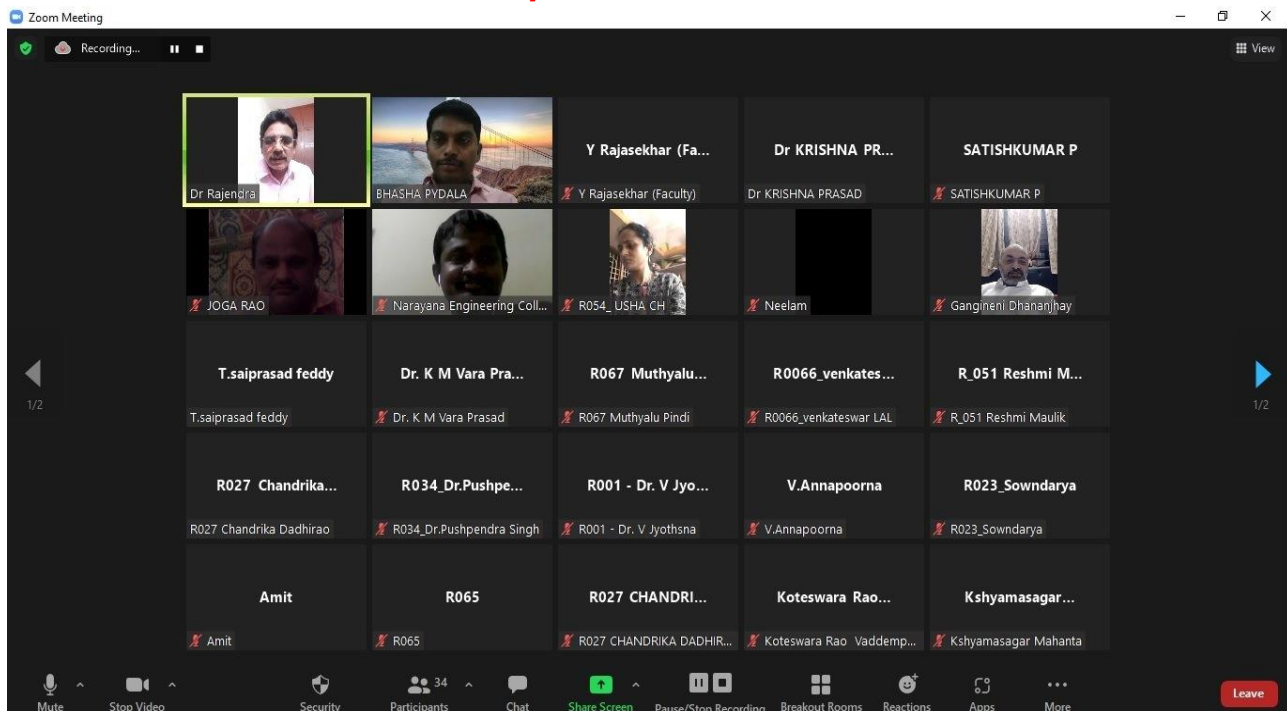 Zoom Meeting
Recording...
View
Dr Rajendra
BHASHA PYDALA
Y Rajasekhar (Fa...
Y Rajasekhar (Faculty)
Dr KRISHNA PR...
Dr KRISHNA PRASAD
SATISHKUMAR P
SATISHKUMAR P
JOGA RAO
Narayana Engineering Coll...
R054_ USHA CH
Neelam
Gangineni Dhananjhay
1/2
1/2
T.saiprasad feddy
T.saiprasad feddy
Dr. K M Vara Pra...
Dr. K M Vara Prasad
R067 Muthyalu...
R067 Muthyalu Pindi
R0066_venkates...
R0066_venkateswar LAL
R_051 Reshmi M...
R_051 Reshmi Maulik
R027 Chandrika...
R027 Chandrika Dadhirao
R034_Dr.Pushpe...
R034_Dr.Pushpendra Singh
R001 - Dr. V Jyo...
R001 - Dr. V Jyothsna
V.Annapoorna
V.Annapoorna
R023_Sowndarya
R023_Sowndarya
Amit
Amit
R065
R065
R027 CHANDRI...
R027 CHANDRIKA DADHIR...
Koteswara Rao...
Koteswara Rao Vaddemp...
Kshyamasagar...
Kshyamasagar Mahanta
Mute
Stop Video
Security
34
Participants
Chat
Share Screen
Pause/Stop Recording
Breakout Rooms
Reactions
Apps
More
Leave